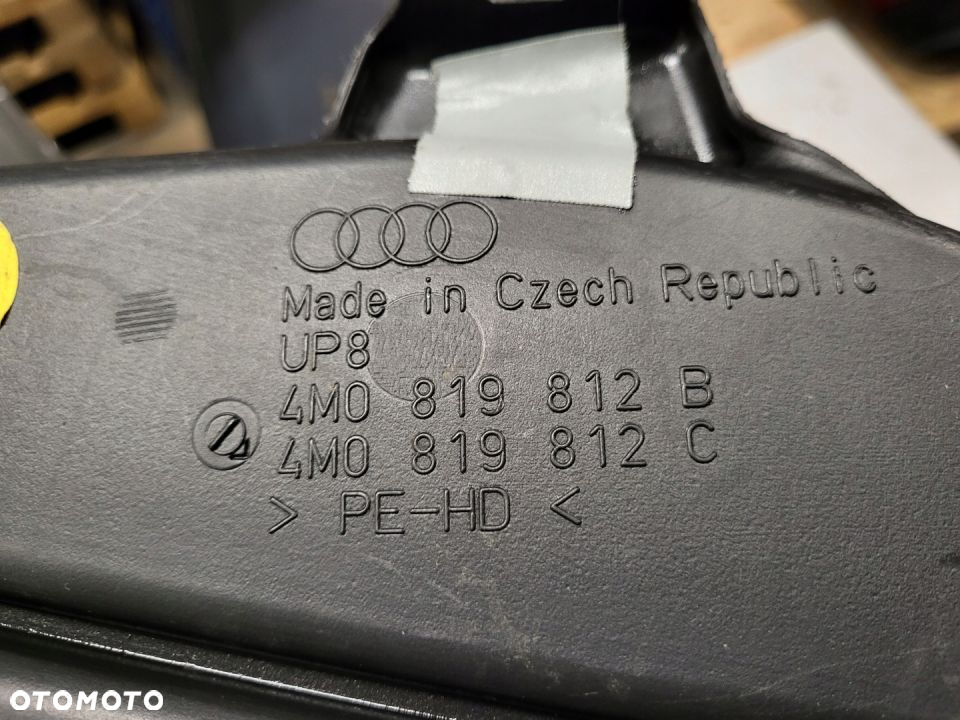 Made in Czech Republic
UP8
4M0 819 812 B
4M0 819 812 C
> PE-HD <
OTOMOTO